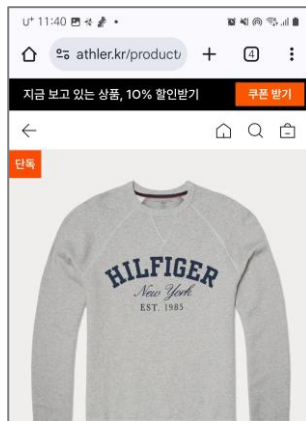 U⁺ 11:40
athler.kr/product/
4
지금 보고 있는 상품, 10% 할인받기
쿠폰 받기
단독
HILFIGER
New York
EST. 1985